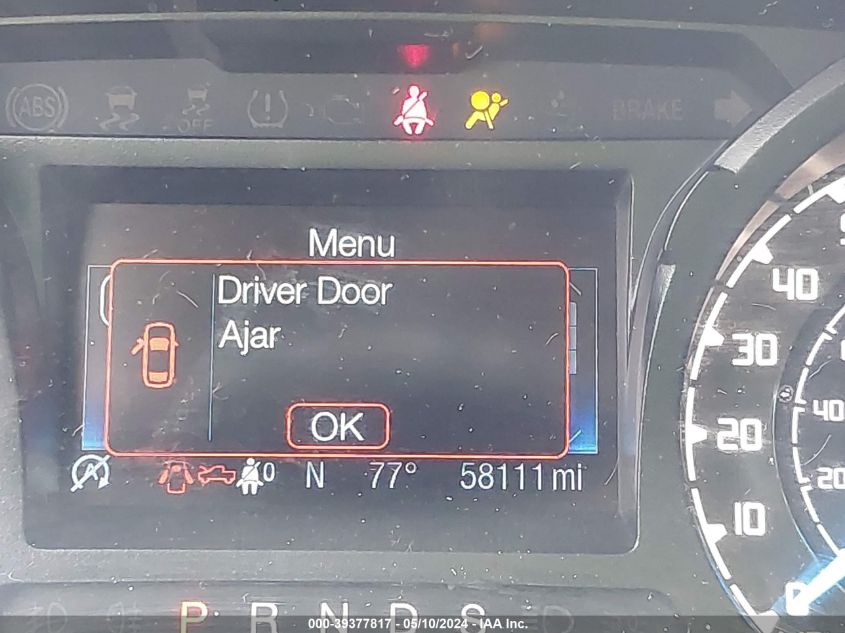 ABS
OFF
BRAKE
Menu
Driver Door
Ajar
OK
0 N 77° 58111 mi
40
30
20
10
0
40
20
P R N D S
000-39377817 - 05/10/2024 - IAA Inc.